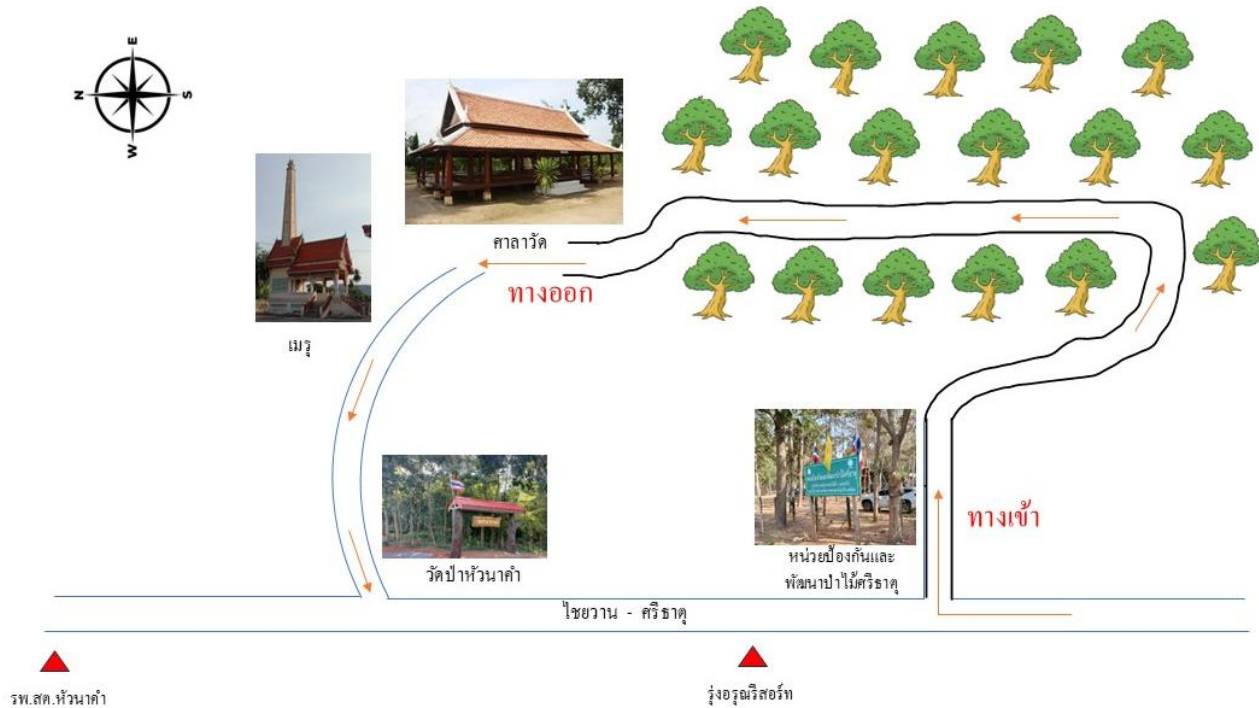 E
N
S
W
ศาลาวัด
ทางออก
เมรุ
ทางเข้า
หน่วยป้องกันและ
พัฒนาป่าไม้ศรีธาตุ
วัดป่าหัวนาคำ
ไชยวาน - ศรีธาตุ
รพ.สต.หัวนาคำ
รุ่งอรุณรีสอร์ท